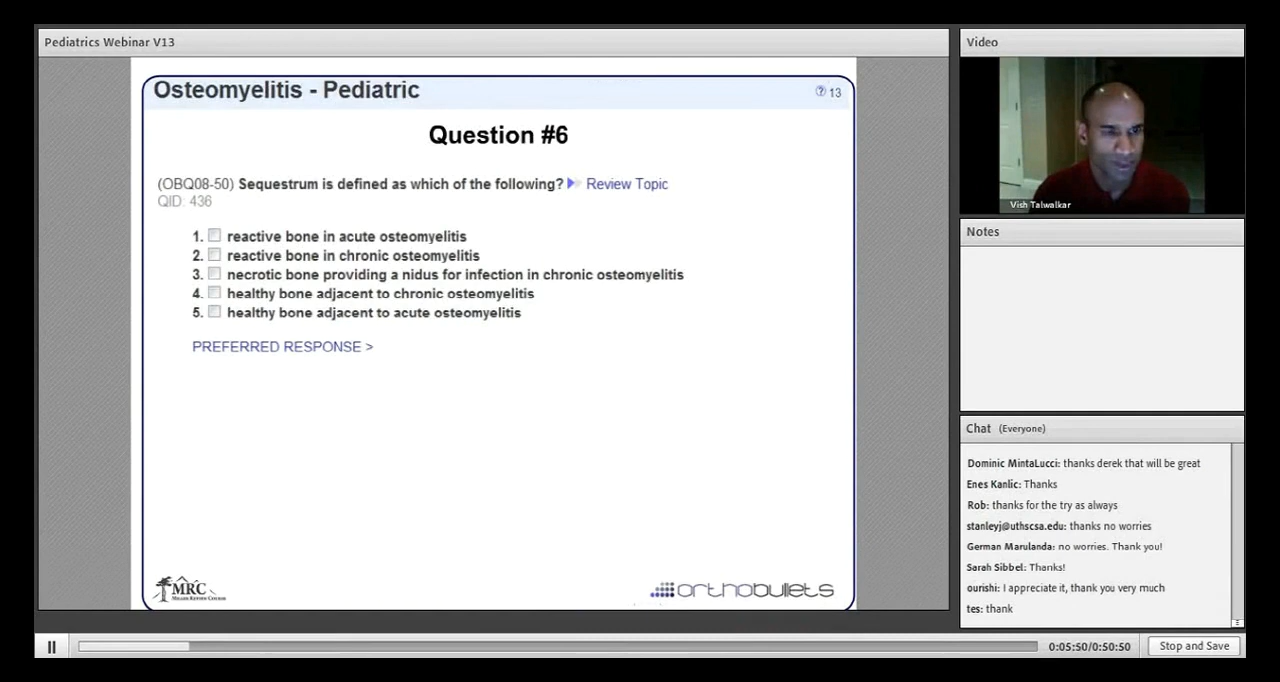 Pediatrics Webinar V13
Osteomyelitis - Pediatric
? 13
Question #6
(OBQ08-50) Sequestrum is defined as which of the following? Review Topic
QID: 436
1. reactive bone in acute osteomyelitis
2. reactive bone in chronic osteomyelitis
3. necrotic bone providing a nidus for infection in chronic osteomyelitis
4. healthy bone adjacent to chronic osteomyelitis
5. healthy bone adjacent to acute osteomyelitis
PREFERRED RESPONSE >
MRC
MILLER REVIEW COURSE
orthobullets
Video
Vish Talwalkar
Notes
Chat (Everyone)
Dominic MintaLucci: thanks derek that will be great
Enes Kanlic: Thanks
Rob: thanks for the try as always
stanleyj@uthscsa.edu: thanks no worries
German Marulanda: no worries. Thank you!
Sarah Sibbel: Thanks!
ourishi: I appreciate it, thank you very much
tes: thank
0:05:50/0:50:50
Stop and Save